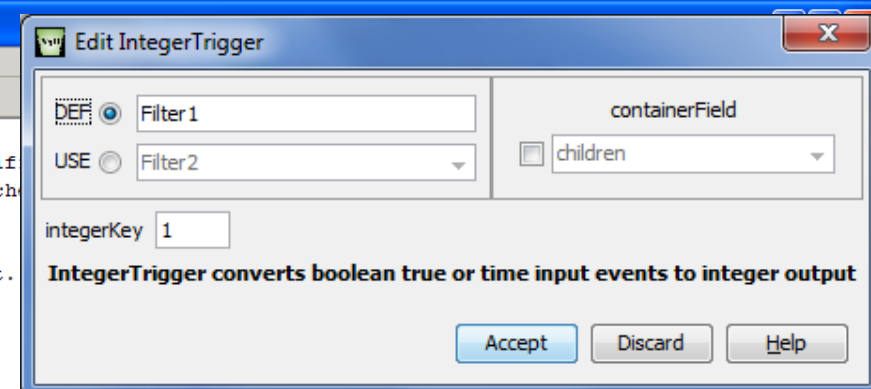 Edit IntegerTrigger
DEF Filter1
containerField
USE Filter2
children
integerKey 1
IntegerTrigger converts boolean true or time input events to integer output
Accept Discard Help